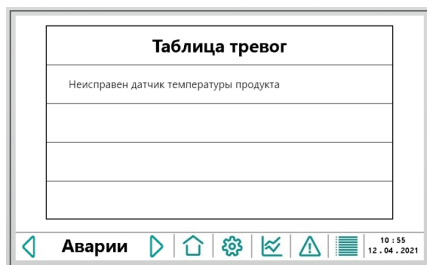 Таблица тревог
Неисправен датчик температуры продукта
Аварии
10 : 55
12 . 04 . 2021